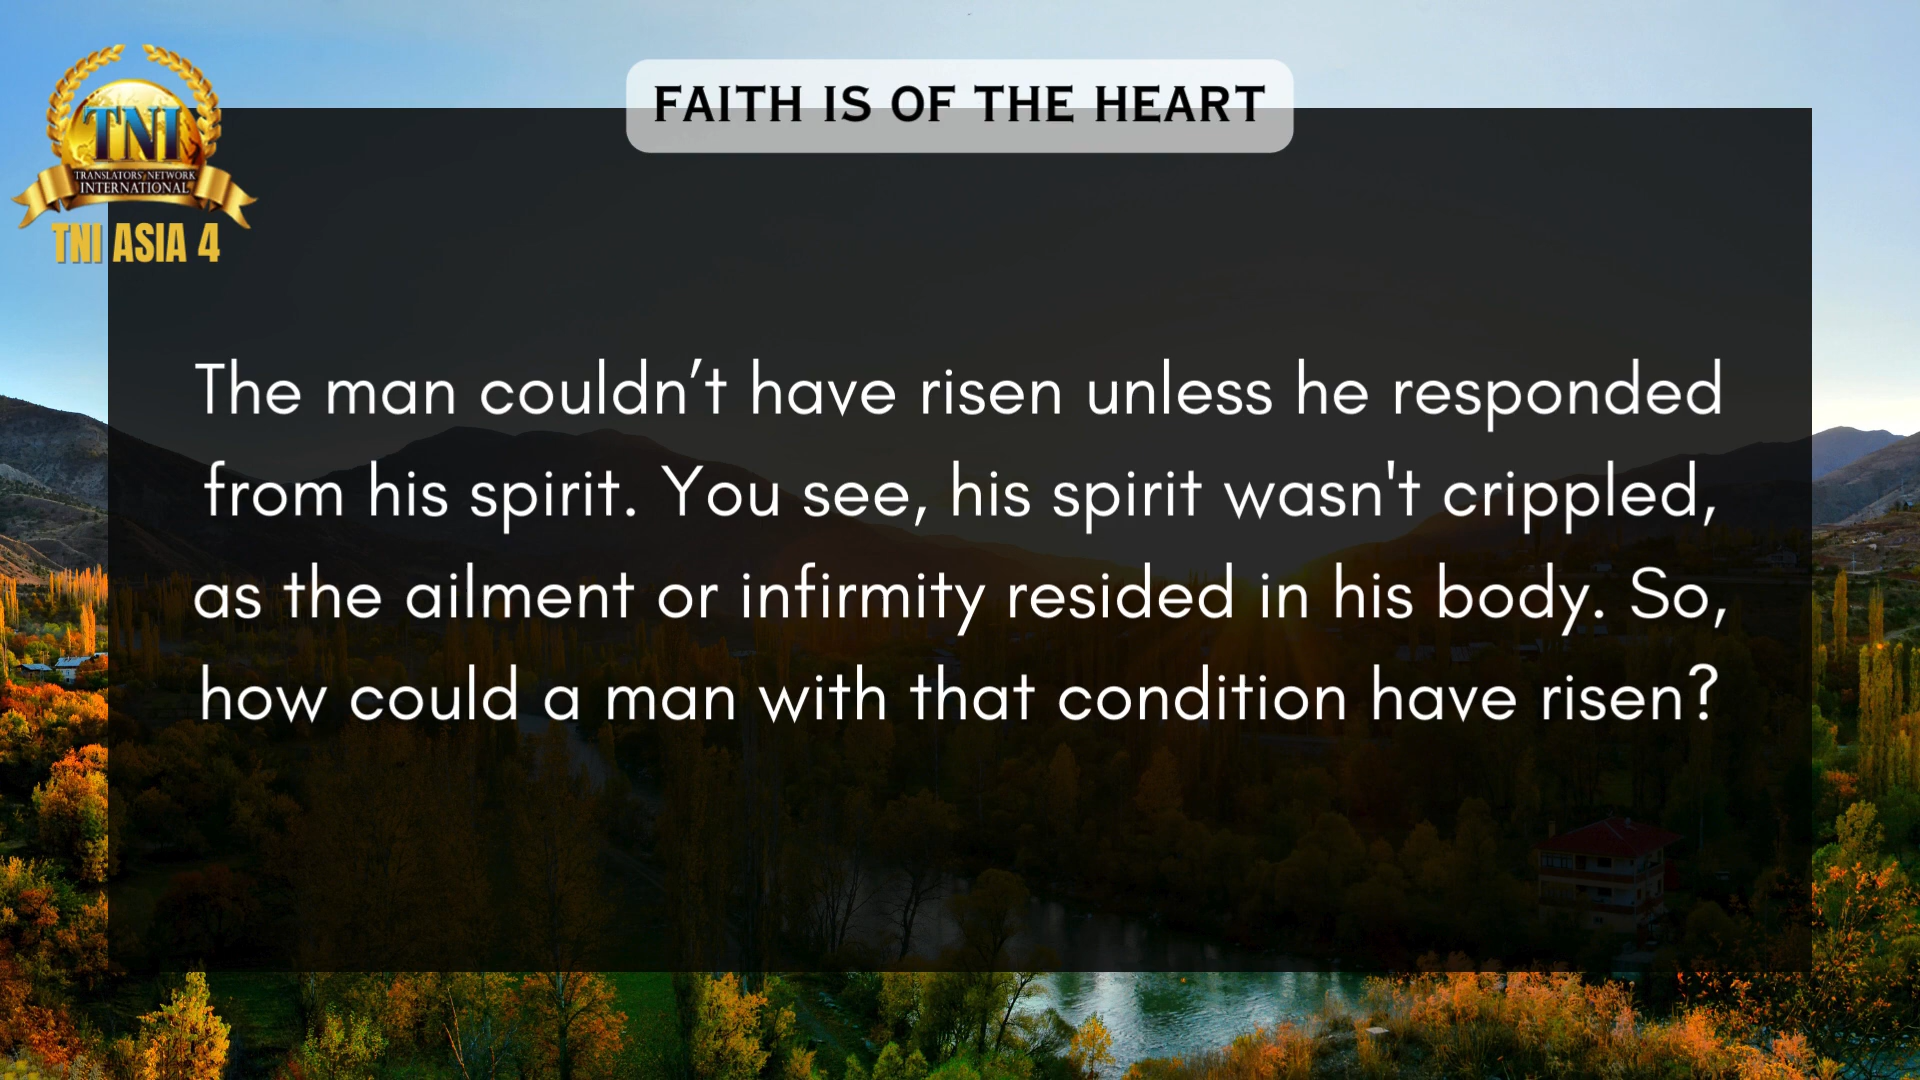 FAITH IS OF THE HEART
TNI
TRANSLATORS' NETWORK
INTERNATIONAL
TNI ASIA 4
The man couldn’t have risen unless he responded
from his spirit. You see, his spirit wasn't crippled,
as the ailment or infirmity resided in his body. So,
how could a man with that condition have risen?